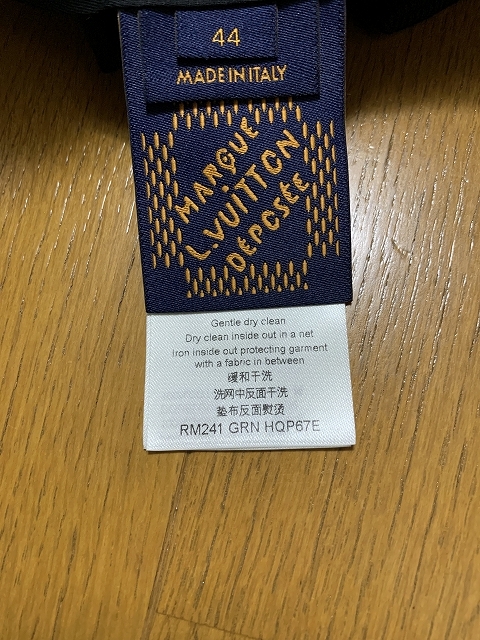 44
MADE IN ITALY
MARQUE
L.VUITTON
DÉPOSÉE
Gentle dry clean
Dry clean inside out in a net
Iron inside out protecting garment
with a fabric in between
缓和干洗
洗网中反面干洗
垫布反面熨烫
RM241 GRN HQP67E